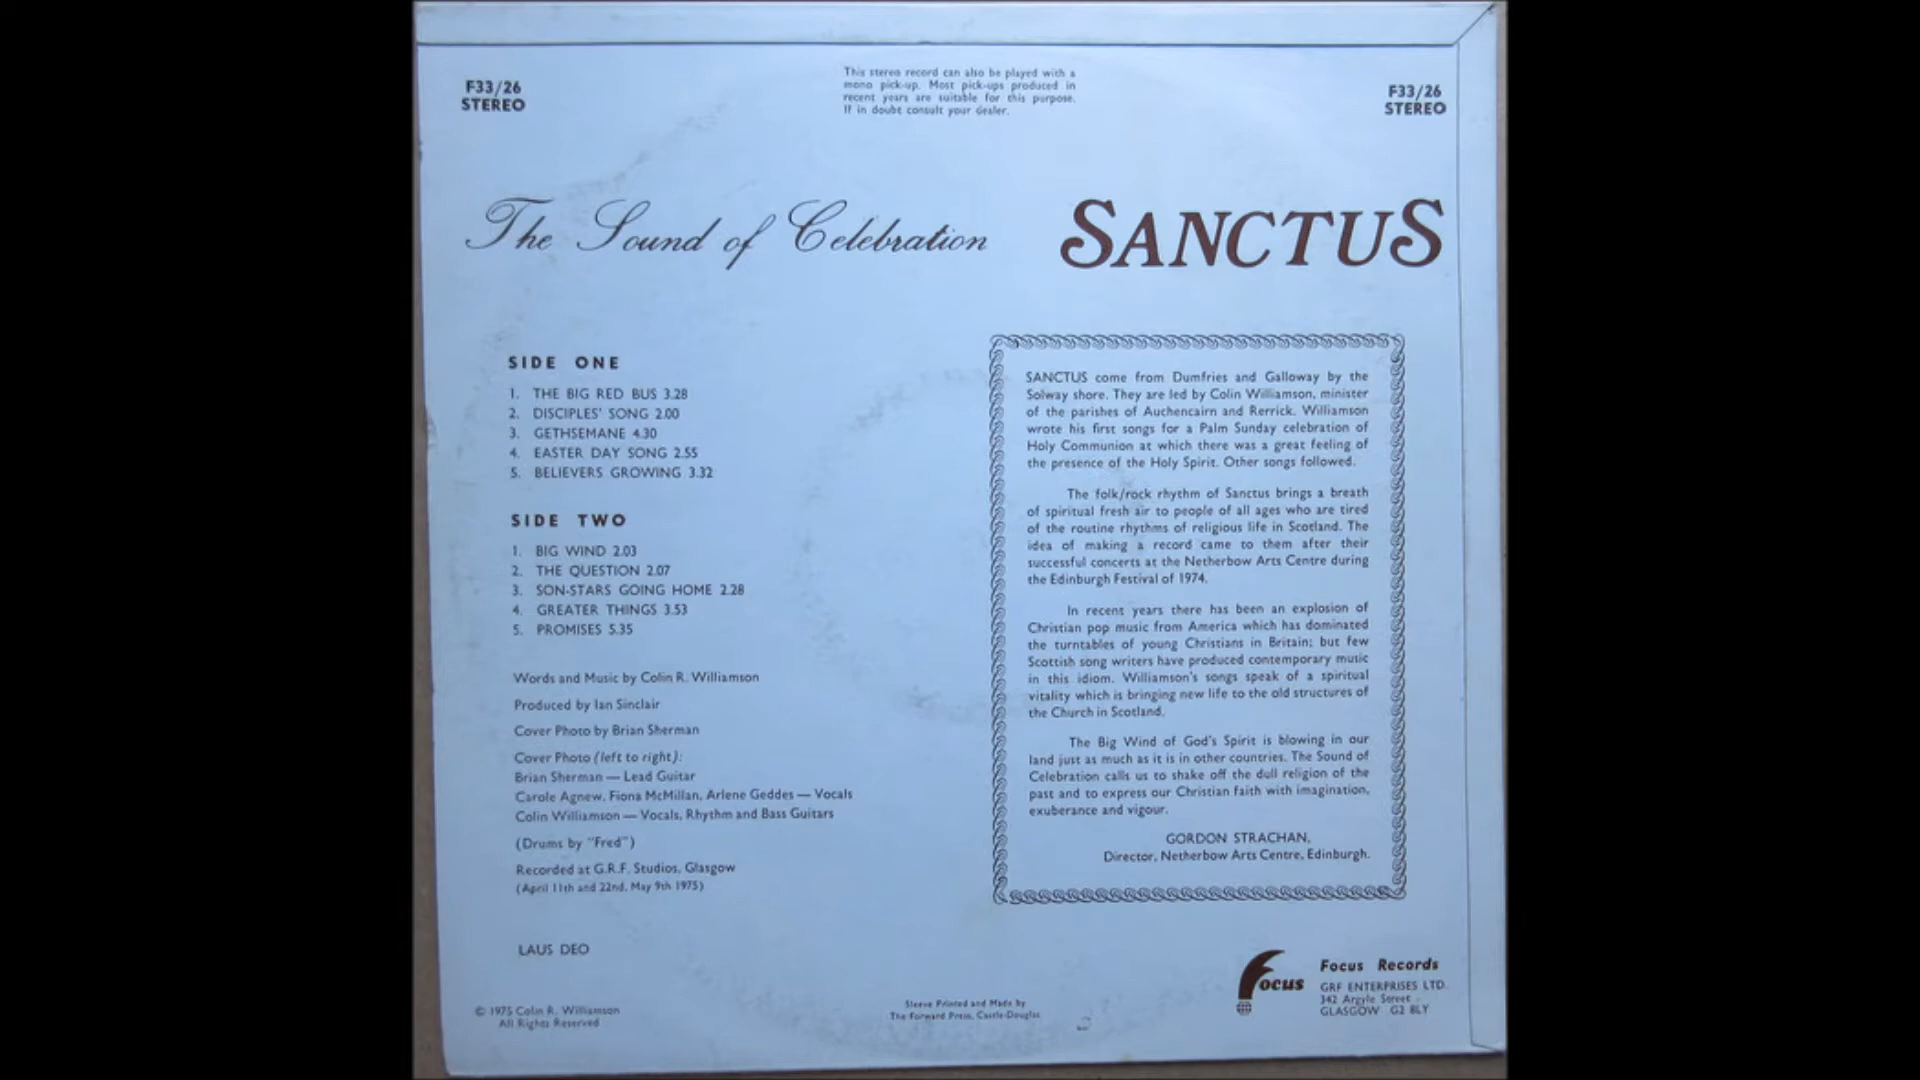 F33/26
STEREO
This stereo record can also be played with a
mono pick-up. Most pick-ups produced in
recent years are suitable for this purpose.
If in doubt consult your dealer.
F33/26
STEREO
The Sound of Celebration
SANCTUS
SIDE ONE
1. THE BIG RED BUS 3.28
2. DISCIPLES' SONG 2.00
3. GETHSEMANE 4.30
4. EASTER DAY SONG 2.55
5. BELIEVERS GROWING 3.32
SIDE TWO
1. BIG WIND 2.03
2. THE QUESTION 2.07
3. SON-STARS GOING HOME 2.28
4. GREATER THINGS 3.53
5. PROMISES 5.35
Words and Music by Colin R. Williamson
Produced by Ian Sinclair
Cover Photo by Brian Sherman
Cover Photo (left to right):
Brian Sherman — Lead Guitar
Carole Agnew, Fiona McMillan, Arlene Geddes — Vocals
Colin Williamson — Vocals, Rhythm and Bass Guitars
(Drums by "Fred")
Recorded at G.R.F. Studios, Glasgow
(April 11th and 22nd, May 9th 1975)
LAUS DEO
© 1975 Colin R. Williamson
All Rights Reserved
SANCTUS come from Dumfries and Galloway by the
Solway shore. They are led by Colin Williamson, minister
of the parishes of Auchencairn and Rerrick. Williamson
wrote his first songs for a Palm Sunday celebration of
Holy Communion at which there was a great feeling of
the presence of the Holy Spirit. Other songs followed.
The folk/rock rhythm of Sanctus brings a breath
of spiritual fresh air to people of all ages who are tired
of the routine rhythms of religious life in Scotland. The
idea of making a record came to them after their
successful concerts at the Netherbow Arts Centre during
the Edinburgh Festival of 1974.
In recent years there has been an explosion of
Christian pop music from America which has dominated
the turntables of young Christians in Britain; but few
Scottish song writers have produced contemporary music
in this idiom. Williamson's songs speak of a spiritual
vitality which is bringing new life to the old structures of
the Church in Scotland.
The Big Wind of God's Spirit is blowing in our
land just as much as it is in other countries. The Sound of
Celebration calls us to shake off the dull religion of the
past and to express our Christian faith with imagination,
exuberance and vigour.
GORDON STRACHAN,
Director, Netherbow Arts Centre, Edinburgh.
Sleeve Printed and Made by
The Forward Press, Castle-Douglas
Focus
Focus Records
GRF ENTERPRISES LTD.
342 Argyle Street
GLASGOW G2 8LY